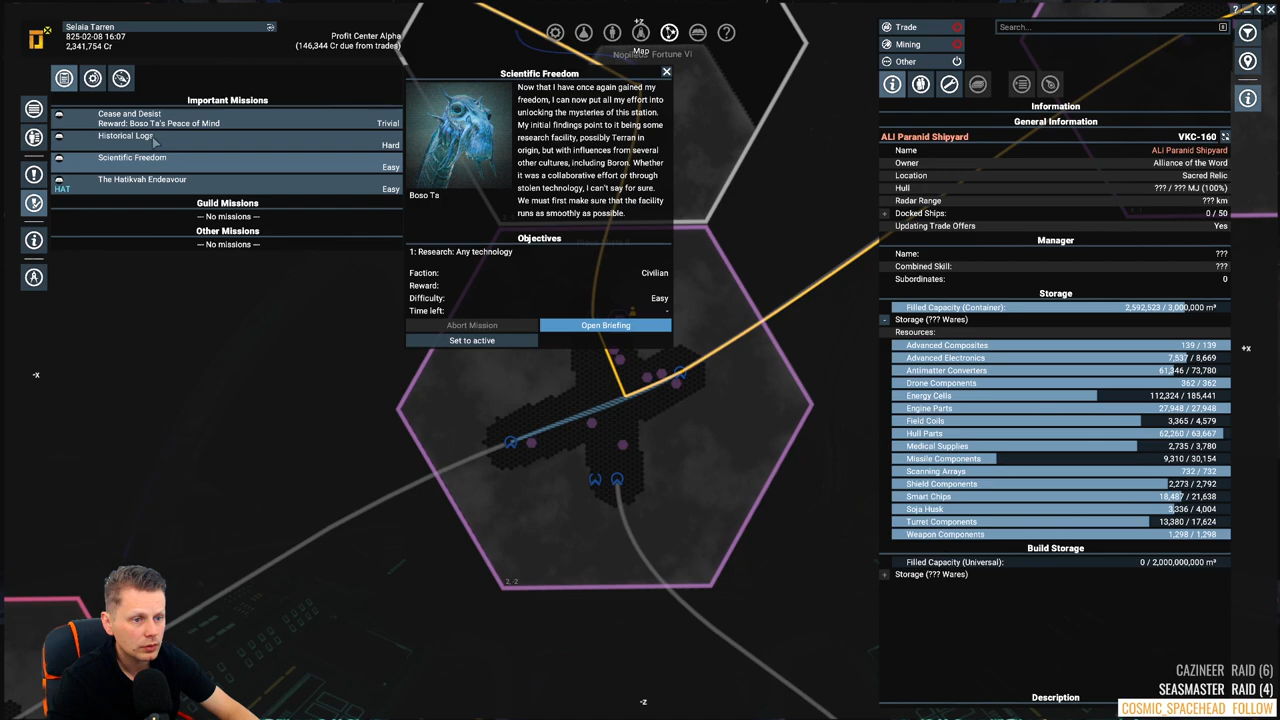 Selaia Tarren
825-02-08 16:07
2,341,754 Cr
Profit Center Alpha
(146,344 Cr due from trades)
+z
Map
Important Missions
Cease and Desist
Reward: Boso Ta's Peace of Mind
Trivial
Historical Logs
Hard
Scientific Freedom
Easy
The Hatikvah Endeavour
HAT
Easy
Guild Missions
--- No missions ---
Other Missions
--- No missions ---
Scientific Freedom
Now that I have once again gained my
freedom, I can now put all my effort into
unlocking the mysteries of this station.
My initial findings point to it being some
research facility, possibly Terran in
origin, but with influences from several
other cultures, including Boron. Whether
it was a collaborative effort or through
stolen technology, I can't say for sure.
We must first make sure that the facility
runs as smoothly as possible.
Boso Ta
Objectives
1: Research: Any technology
Faction:
Civilian
Reward:
Difficulty:
Easy
Time left:
-
Abort Mission
Open Briefing
Set to active
-x
+x
-z
2, -2
Trade
Mining
Other
Search...
Information
General Information
ALI Paranid Shipyard
VKC-160
Name
ALI Paranid Shipyard
Owner
Alliance of the Word
Location
Sacred Relic
Hull
??? / ??? MJ (100%)
Radar Range
??? km
Docked Ships:
0 / 50
Updating Trade Offers
Yes
Manager
Name:
???
Combined Skill:
???
Subordinates:
0
Storage
Filled Capacity (Container):
2,592,523 / 3,000,000 m³
Storage (??? Wares)
Resources:
Advanced Composites
139 / 139
Advanced Electronics
7,537 / 8,669
Antimatter Converters
61,346 / 73,780
Drone Components
362 / 362
Energy Cells
112,324 / 185,441
Engine Parts
27,948 / 27,948
Field Coils
3,365 / 4,579
Hull Parts
62,260 / 63,667
Medical Supplies
2,735 / 3,780
Missile Components
9,310 / 30,154
Scanning Arrays
732 / 732
Shield Components
2,273 / 2,792
Smart Chips
18,487 / 21,638
Soja Husk
3,336 / 4,004
Turret Components
13,380 / 17,624
Weapon Components
1,298 / 1,298
Build Storage
Filled Capacity (Universal):
0 / 2,000,000,000 m³
Storage (??? Wares)
Description
CAZINEER RAID (6)
SEASMASTER RAID (4)
COSMIC_SPACEHEAD FOLLOW